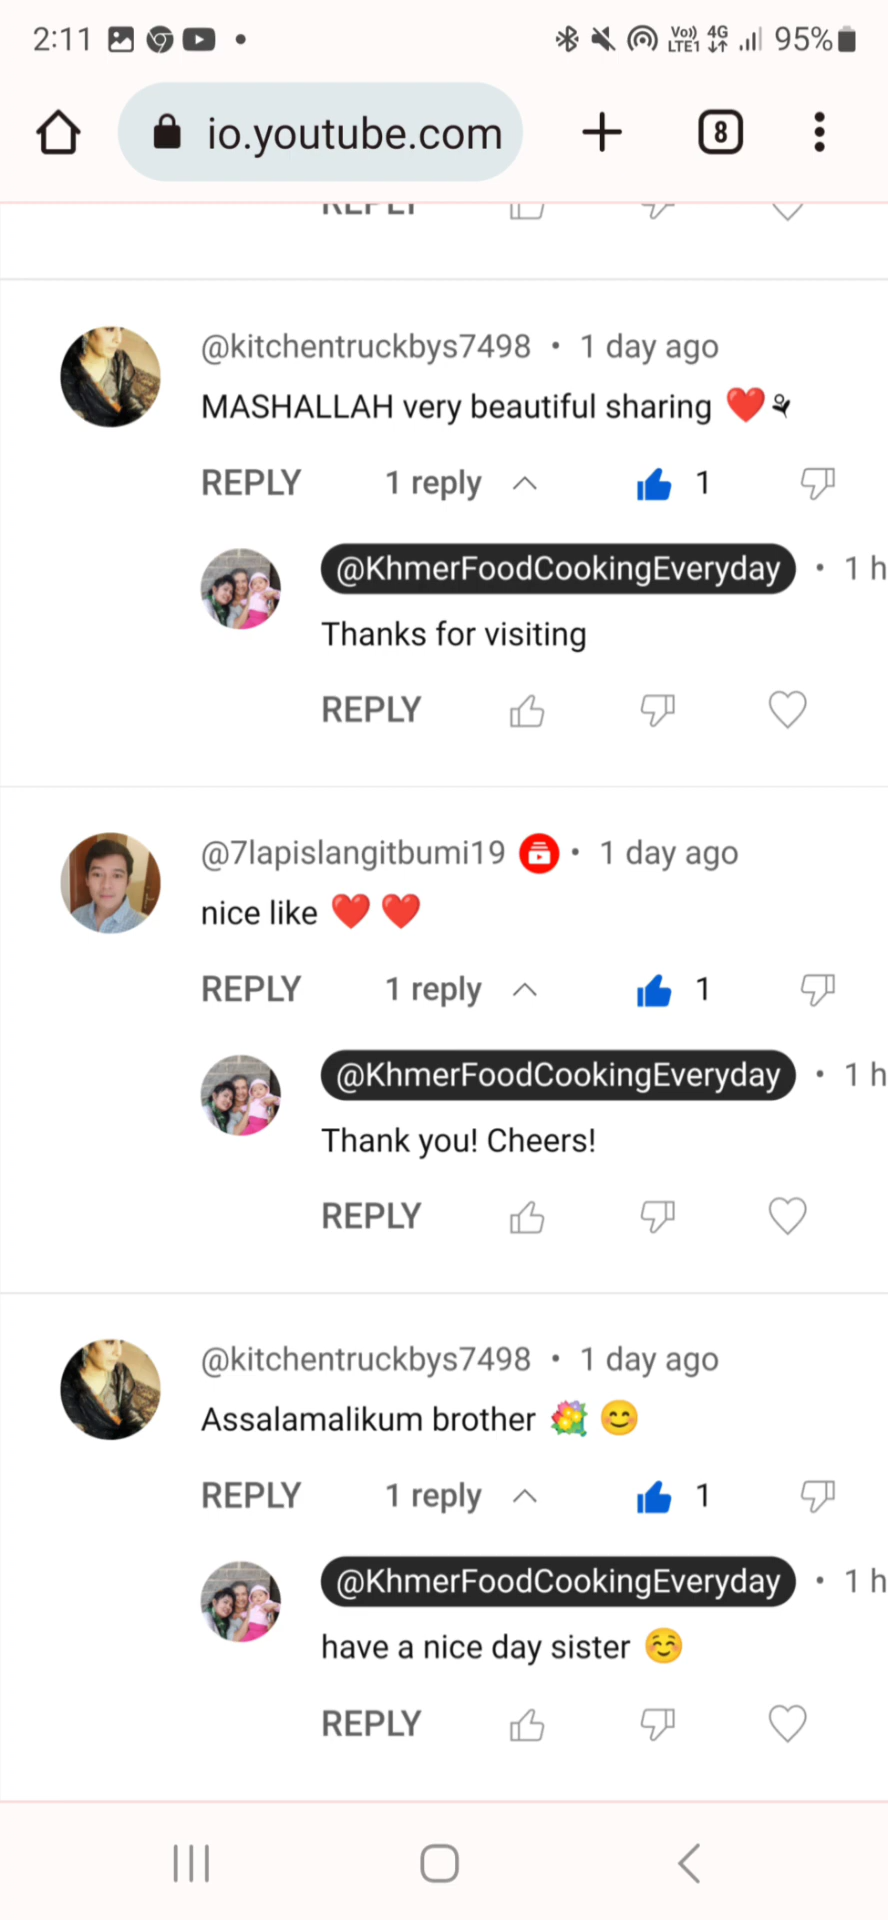 2:11 Vo)) LTE1 4G 95%
io.youtube.com 8
REPLY
@kitchentruckbys7498 • 1 day ago
MASHALLAH very beautiful sharing ❤️
REPLY 1 reply 1
@KhmerFoodCookingEveryday • 1 h
Thanks for visiting
REPLY
@7lapislangitbumi19 • 1 day ago
nice like ❤️ ❤️
REPLY 1 reply 1
@KhmerFoodCookingEveryday • 1 h
Thank you! Cheers!
REPLY
@kitchentruckbys7498 • 1 day ago
Assalamalikum brother 💐 😊
REPLY 1 reply 1
@KhmerFoodCookingEveryday • 1 h
have a nice day sister ☺️
REPLY